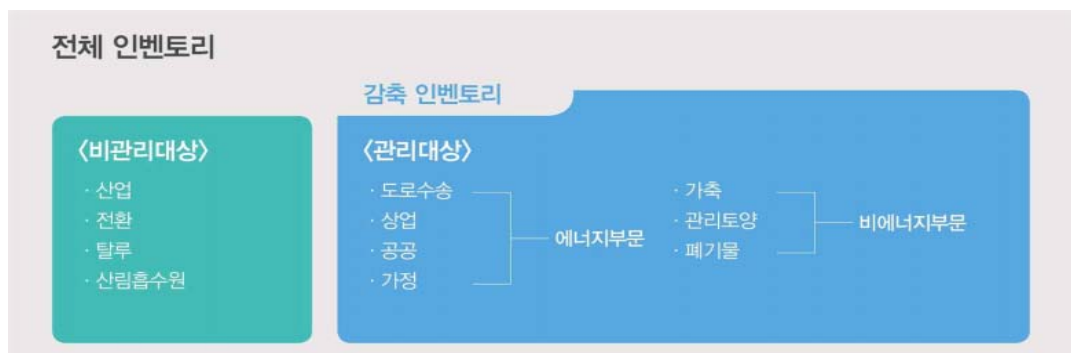 전체 인벤토리
감축 인벤토리
〈비관리대상〉
· 산업
· 전환
· 탈루
· 산림흡수원
〈관리대상〉
· 도로수송
· 상업
· 공공
· 가정
에너지부문
· 가축
· 관리토양
· 폐기물
비에너지부문